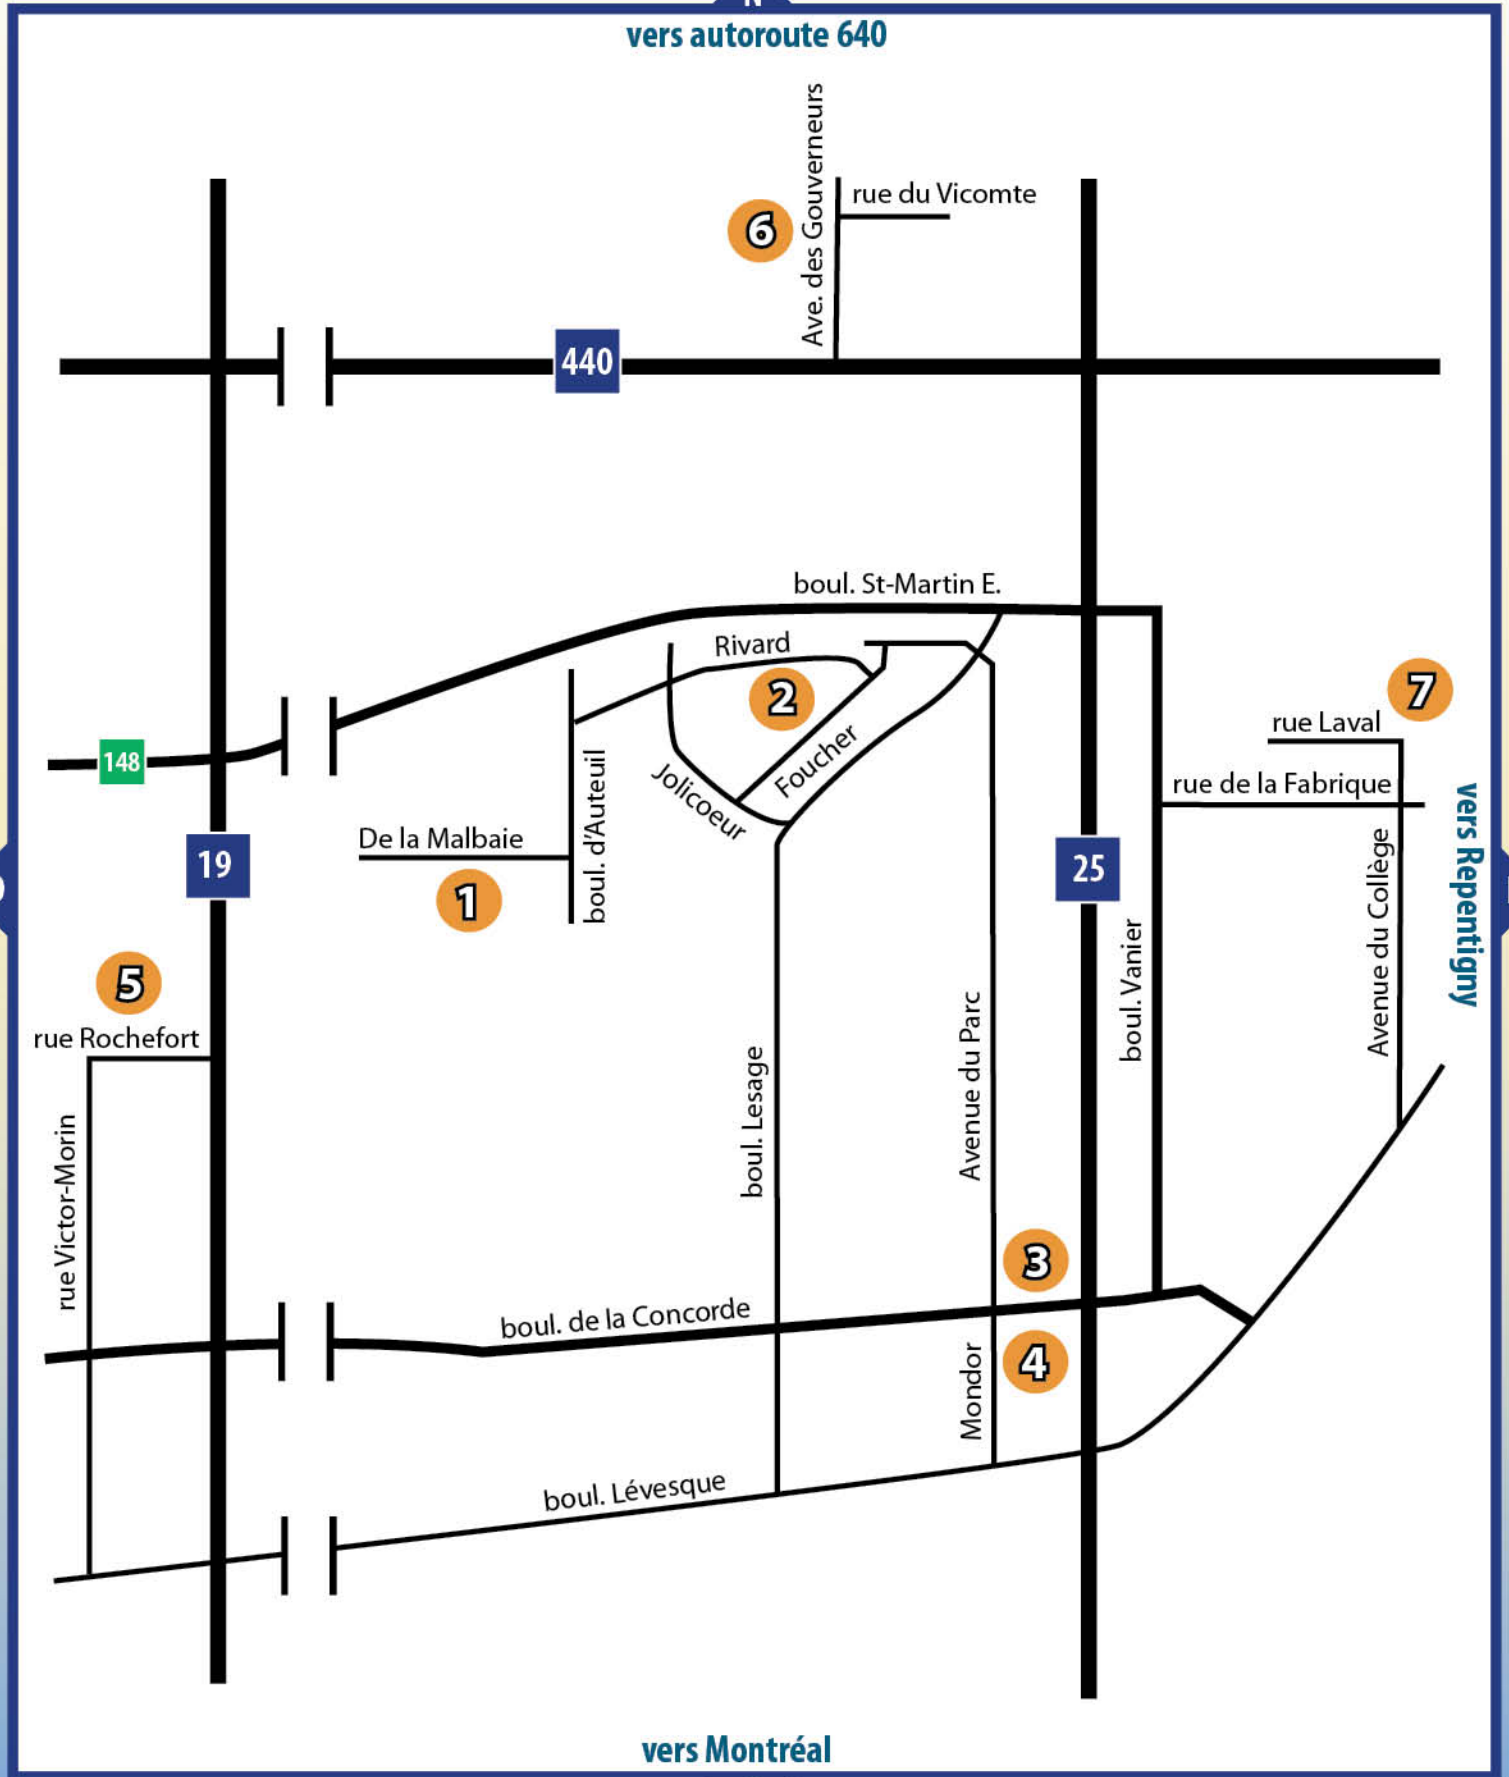 N
vers autoroute 640
Ave. des Gouverneurs
rue du Vicomte
6
440
boul. St-Martin E.
Rivard
2
7
rue Laval
148
Foucher
Jolicoeur
boul. d'Auteuil
rue de la Fabrique
vers Repentigny
De la Malbaie
1
19
25
Avenue du Collège
boul. Vanier
5
rue Rochefort
Avenue du Parc
boul. Lesage
rue Victor-Morin
3
boul. de la Concorde
4
Mondor
boul. Lévesque
vers Montréal